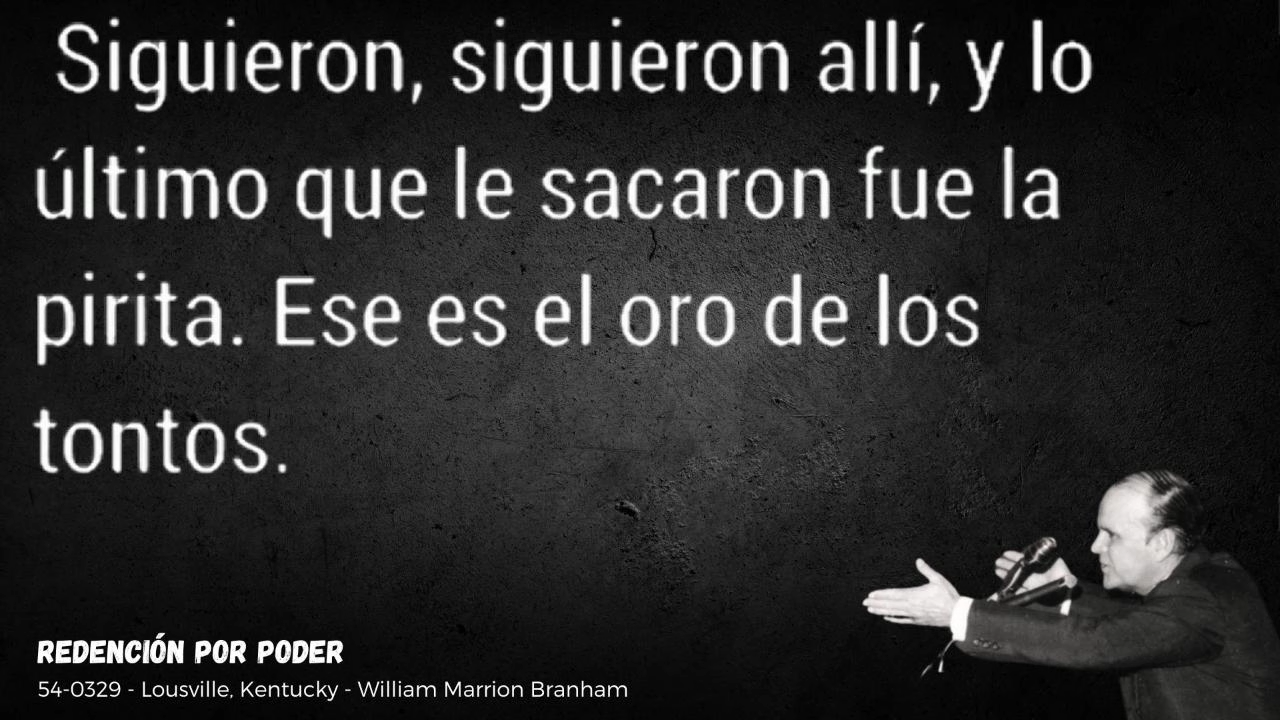 Siguieron, siguieron allí, y lo
último que le sacaron fue la
pirita. Ese es el oro de los
tontos.
REDENCIÓN POR PODER
54-0329 - Lousville, Kentucky - William Marrion Branham